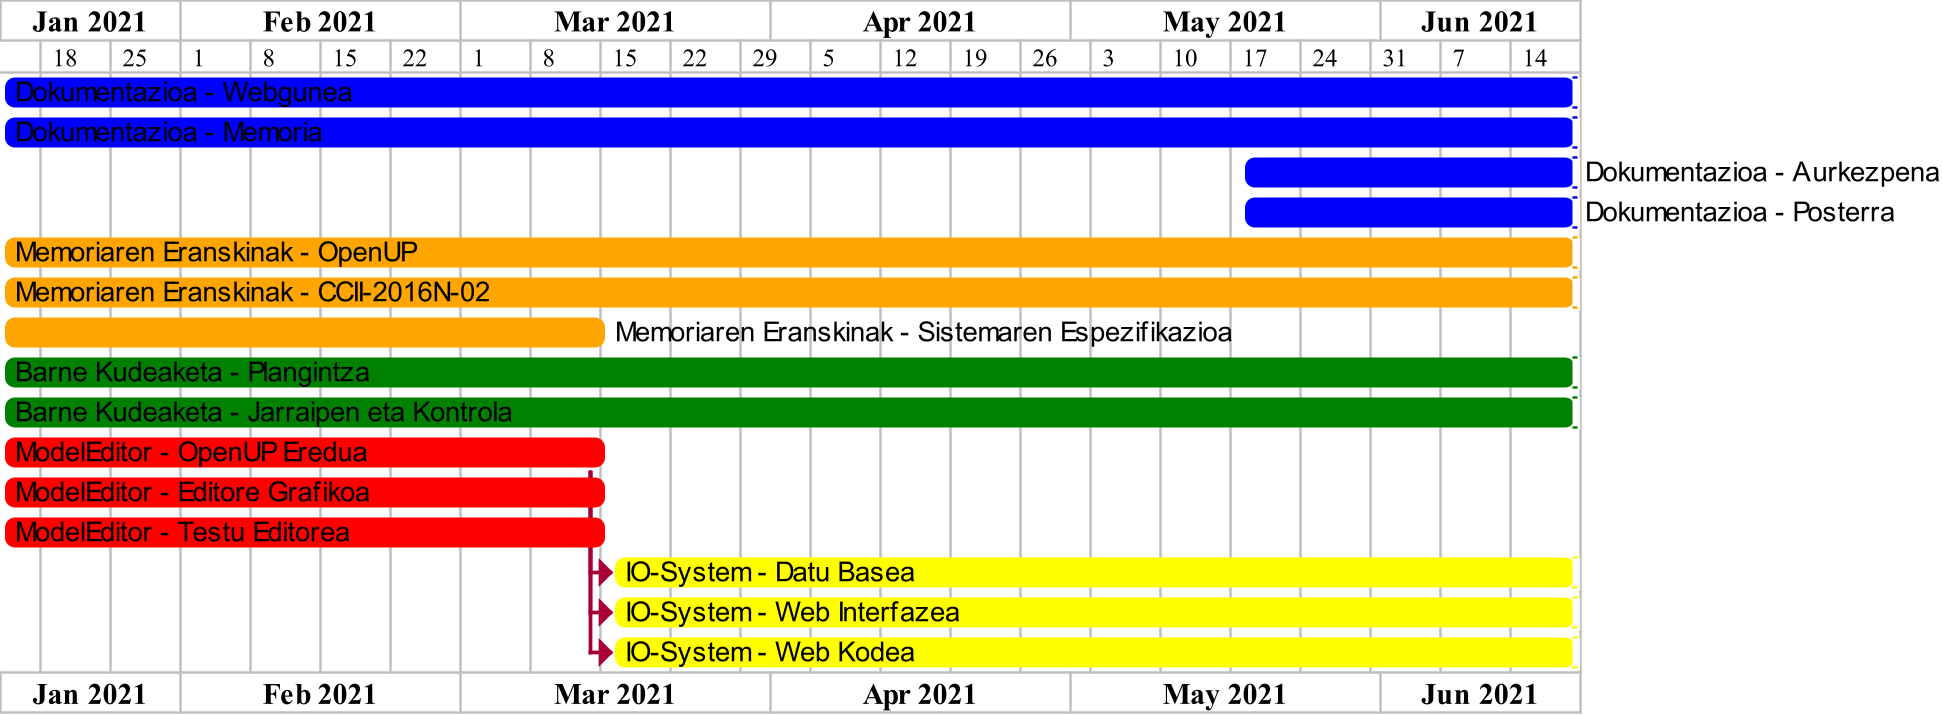 Jan 2021 Feb 2021 Mar 2021 Apr 2021 May 2021 Jun 2021
18 25 1 8 15 22 1 8 15 22 29 5 12 19 26 3 10 17 24 31 7 14
Dokumentazioa - Webgunea
Dokumentazioa - Memoria
Dokumentazioa - Aurkezpena
Dokumentazioa - Posterra
Memoriaren Eranskinak - OpenUP
Memoriaren Eranskinak - CCII-2016N-02
Memoriaren Eranskinak - Sistemaren Espezifikazioa
Barne Kudeaketa - Plangintza
Barne Kudeaketa - Jarraipen eta Kontrola
ModelEditor - OpenUP Eredua
ModelEditor - Editore Grafikoa
ModelEditor - Testu Editorea
IO-System - Datu Basea
IO-System - Web Interfazea
IO-System - Web Kodea
Jan 2021 Feb 2021 Mar 2021 Apr 2021 May 2021 Jun 2021